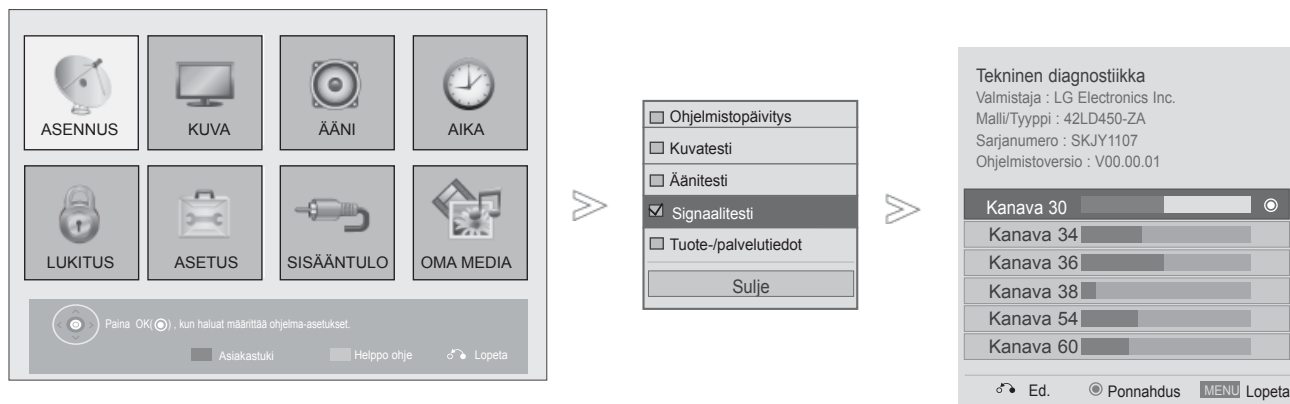 ASENNUS KUVA ÄÄNI AIKA
LUKITUS ASETUS SISÄÄNTULO OMA MEDIA
Paina OK(◉) , kun haluat määrittää ohjelma-asetukset.
Asiakastuki Helppo ohje Lopeta
Ohjelmistopäivitys
Kuvatesti
Äänitesti
Signaalitesti
Tuote-/palvelutiedot
Sulje
Tekninen diagnostiikka
Valmistaja : LG Electronics Inc.
Malli/Tyyppi : 42LD450-ZA
Sarjanumero : SKJY1107
Ohjelmistoversio : V00.00.01
Kanava 30
Kanava 34
Kanava 36
Kanava 38
Kanava 54
Kanava 60
Ed. ◉ Ponnahdus MENU Lopeta